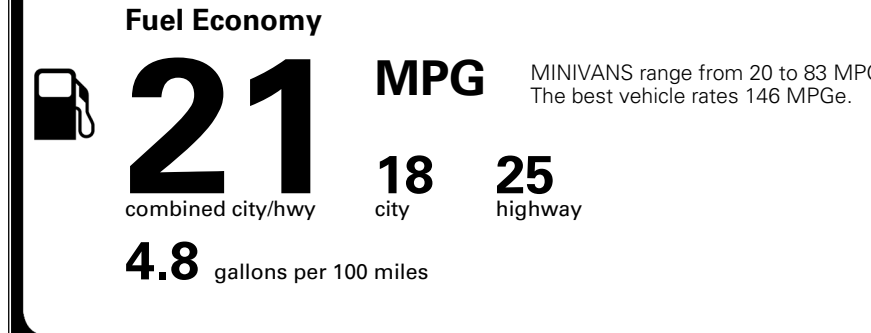 Fuel Economy
21 MPG
MINIVANS range from 20 to 83
The best vehicle rates 146 MPGe.
combined city/hwy
18 city
25 highway
4.8 gallons per 100 miles